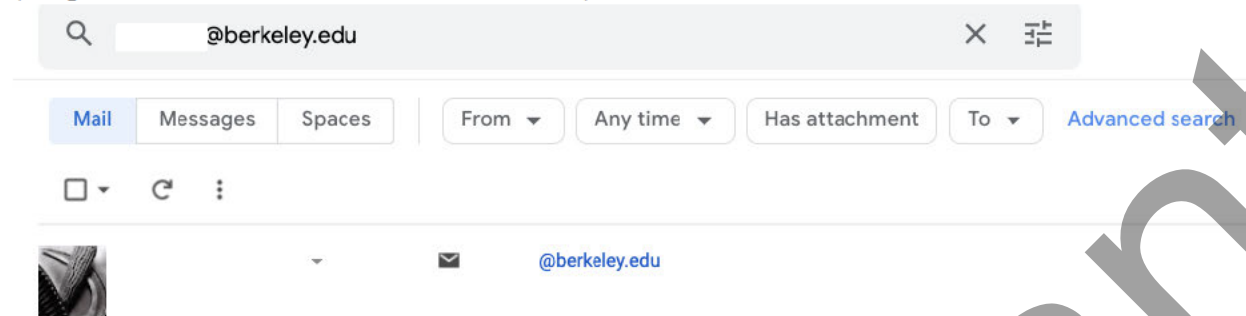 @berkeley.edu
Mail Messages Spaces From Any time Has attachment To Advanced search
@berkeley.edu